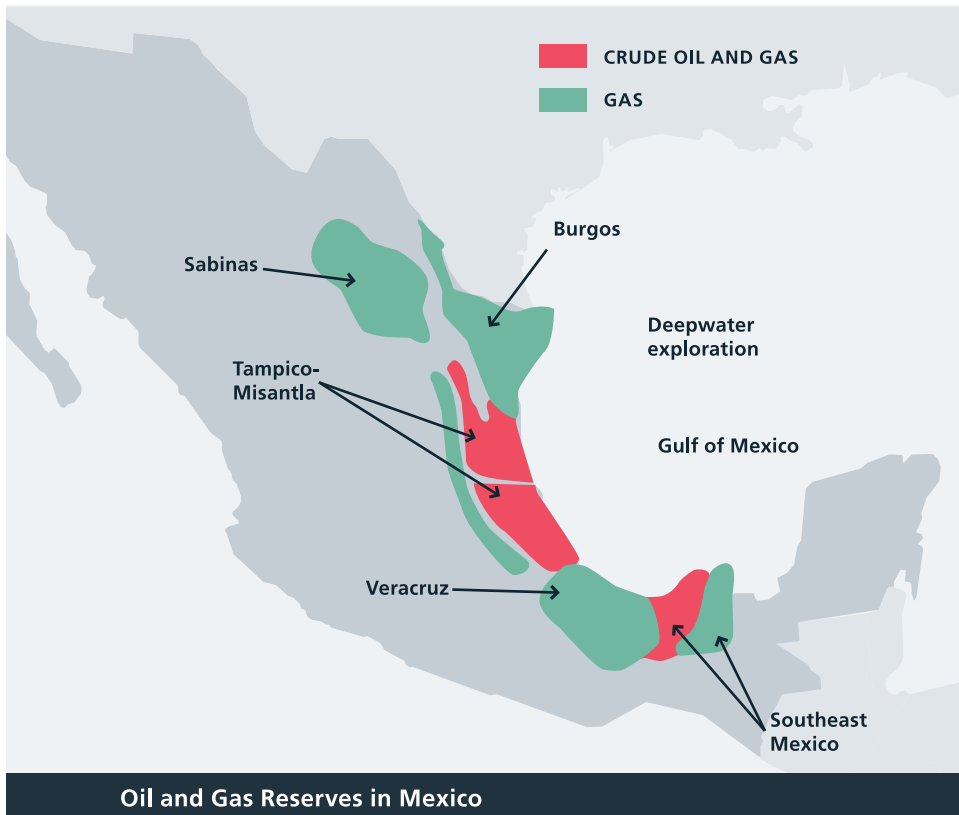 CRUDE OIL AND GAS
GAS
Burgos
Sabinas
Deepwater
exploration
Tampico-
Misantla
Gulf of Mexico
Veracruz
Southeast
Mexico
Oil and Gas Reserves in Mexico